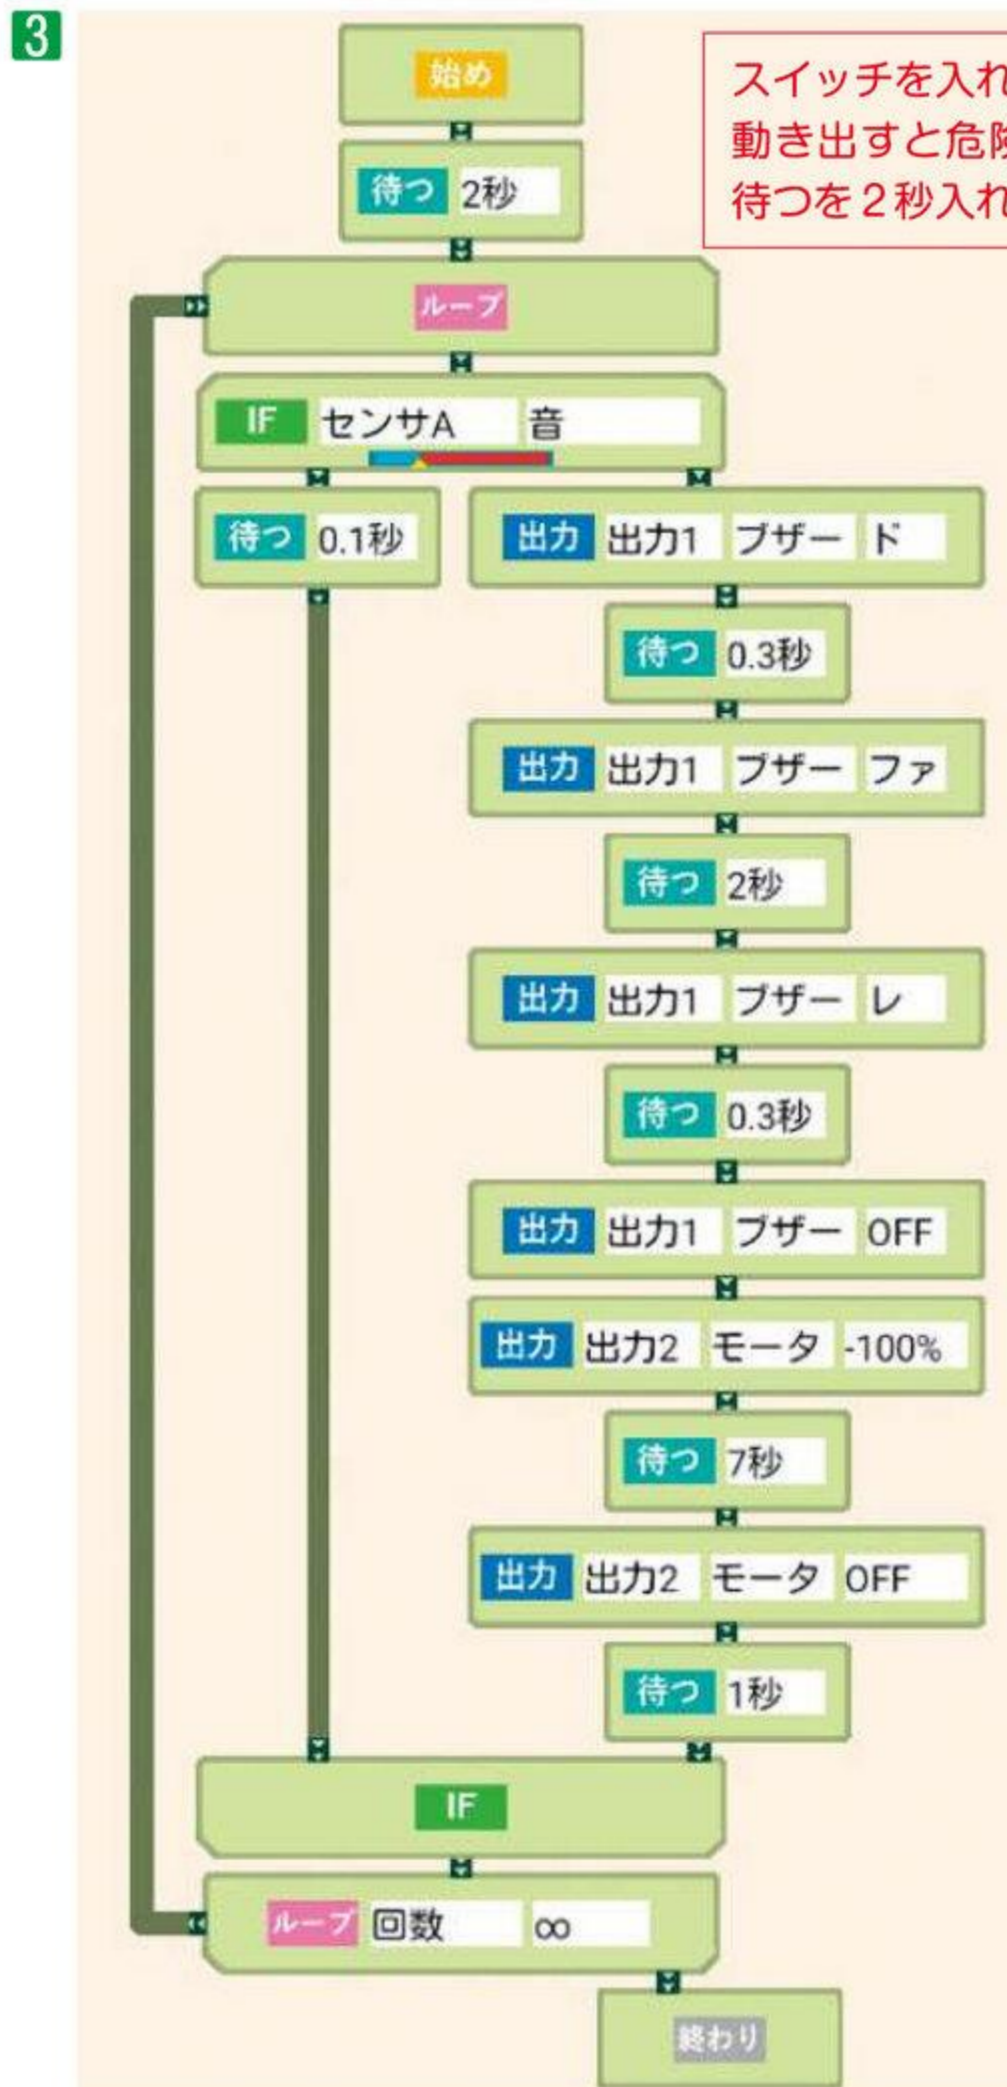 3
始め
スイッチを入れ
動き出すと危険
待つを2秒入れ
待つ 2秒
ループ
IF センサA 音
待つ 0.1秒 出力 出力1 ブザー ド
待つ 0.3秒
出力 出力1 ブザー ファ
待つ 2秒
出力 出力1 ブザー レ
待つ 0.3秒
出力 出力1 ブザー OFF
出力 出力2 モータ -100%
待つ 7秒
出力 出力2 モータ OFF
待つ 1秒
IF
ループ 回数 ∞
終わり